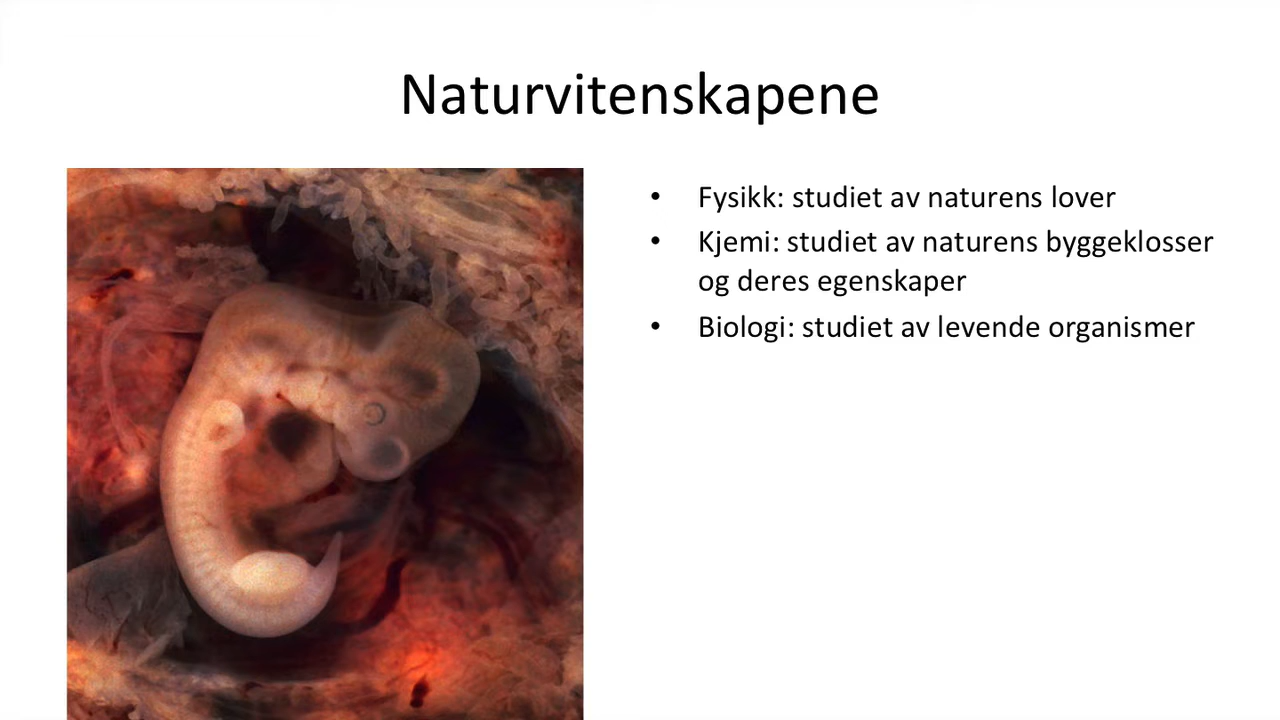 Naturvitenskapene
• Fysikk: studiet av naturens lover
• Kjemi: studiet av naturens byggeklosser
og deres egenskaper
• Biologi: studiet av levende organismer